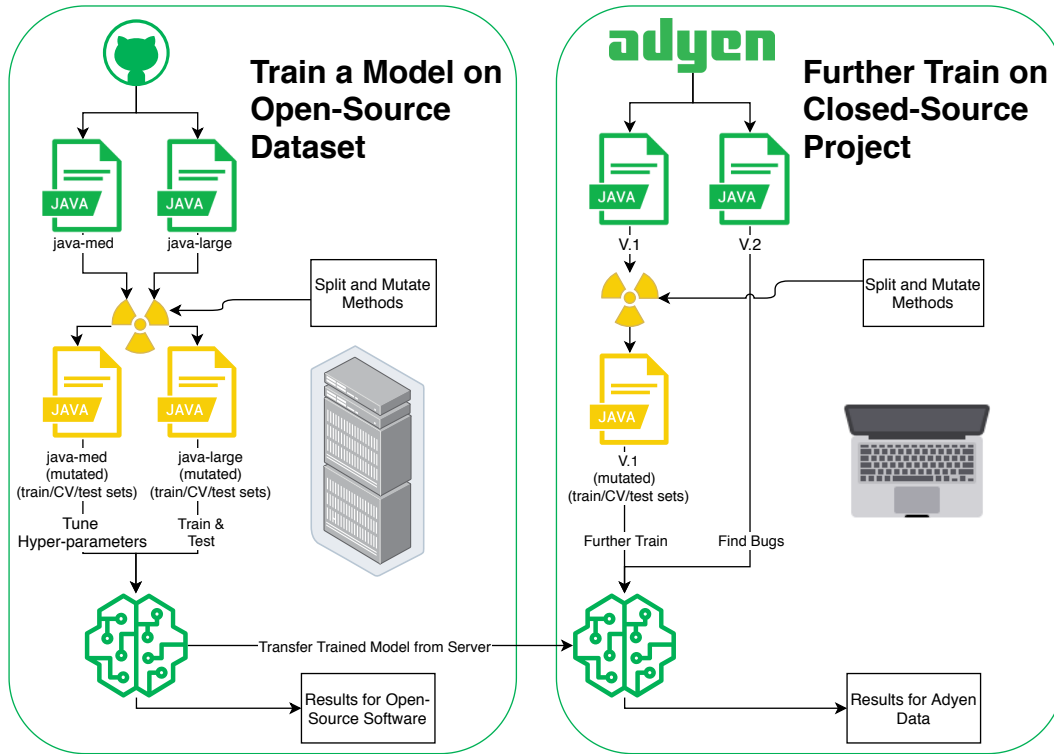 Train a Model on
Open-Source
Dataset
JAVA
JAVA
java-med
java-large
Split and Mutate
Methods
JAVA
JAVA
java-med
(mutated)
(train/CV/test sets)
java-large
(mutated)
(train/CV/test sets)
Tune
Hyper-parameters
Train &
Test
Transfer Trained Model from Server
Results for Open-
Source Software
adyen
Further Train on
Closed-Source
Project
JAVA
JAVA
V.1
V.2
Split and Mutate
Methods
JAVA
V.1
(mutated)
(train/CV/test sets)
Further Train
Find Bugs
Results for Adyen
Data